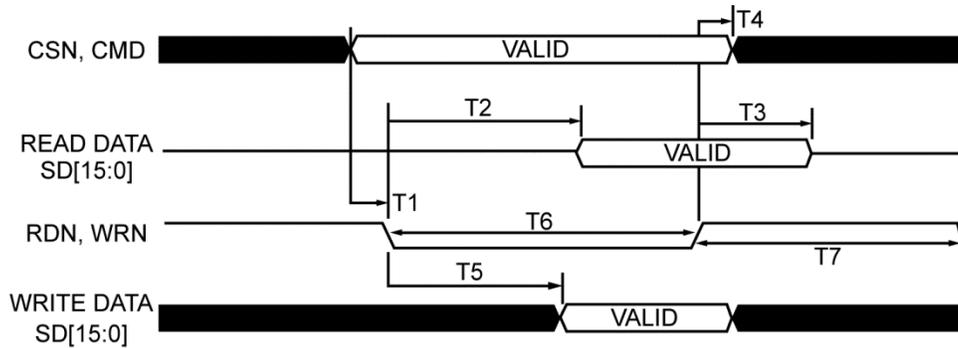 T4
CSN, CMD
VALID
T2
T3
READ DATA
SD[15:0]
VALID
T1
RDN, WRN
T6
T7
T5
WRITE DATA
SD[15:0]
VALID